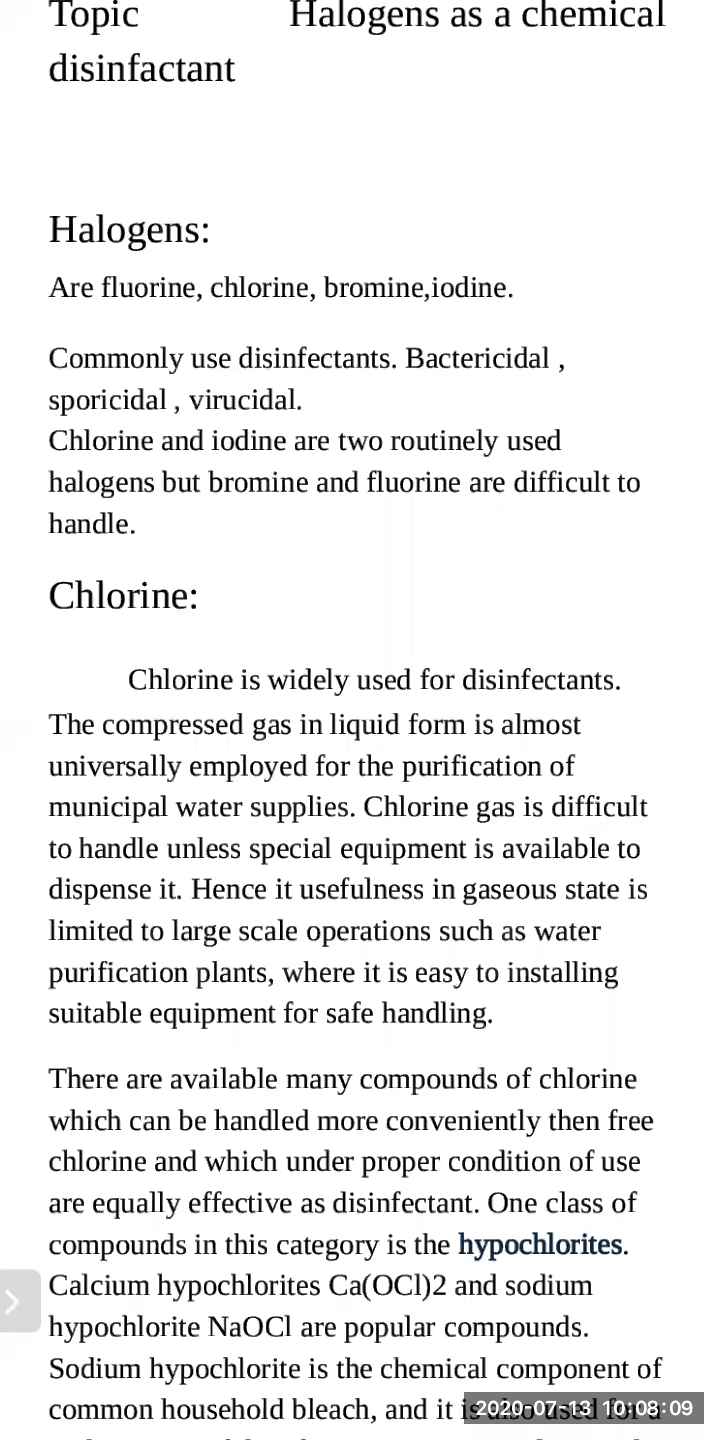 Topic Halogens as a chemical
disinfactant
Halogens:
Are fluorine, chlorine, bromine,iodine.
Commonly use disinfectants. Bactericidal ,
sporicidal , virucidal.
Chlorine and iodine are two routinely used
halogens but bromine and fluorine are difficult to
handle.
Chlorine:
Chlorine is widely used for disinfectants.
The compressed gas in liquid form is almost
universally employed for the purification of
municipal water supplies. Chlorine gas is difficult
to handle unless special equipment is available to
dispense it. Hence it usefulness in gaseous state is
limited to large scale operations such as water
purification plants, where it is easy to installing
suitable equipment for safe handling.
There are available many compounds of chlorine
which can be handled more conveniently then free
chlorine and which under proper condition of use
are equally effective as disinfectant. One class of
compounds in this category is the hypochlorites.
Calcium hypochlorites Ca(OCl)2 and sodium
hypochlorite NaOCl are popular compounds.
Sodium hypochlorite is the chemical component of
common household bleach, and it is also used for a
2020-07-13 10:08:09